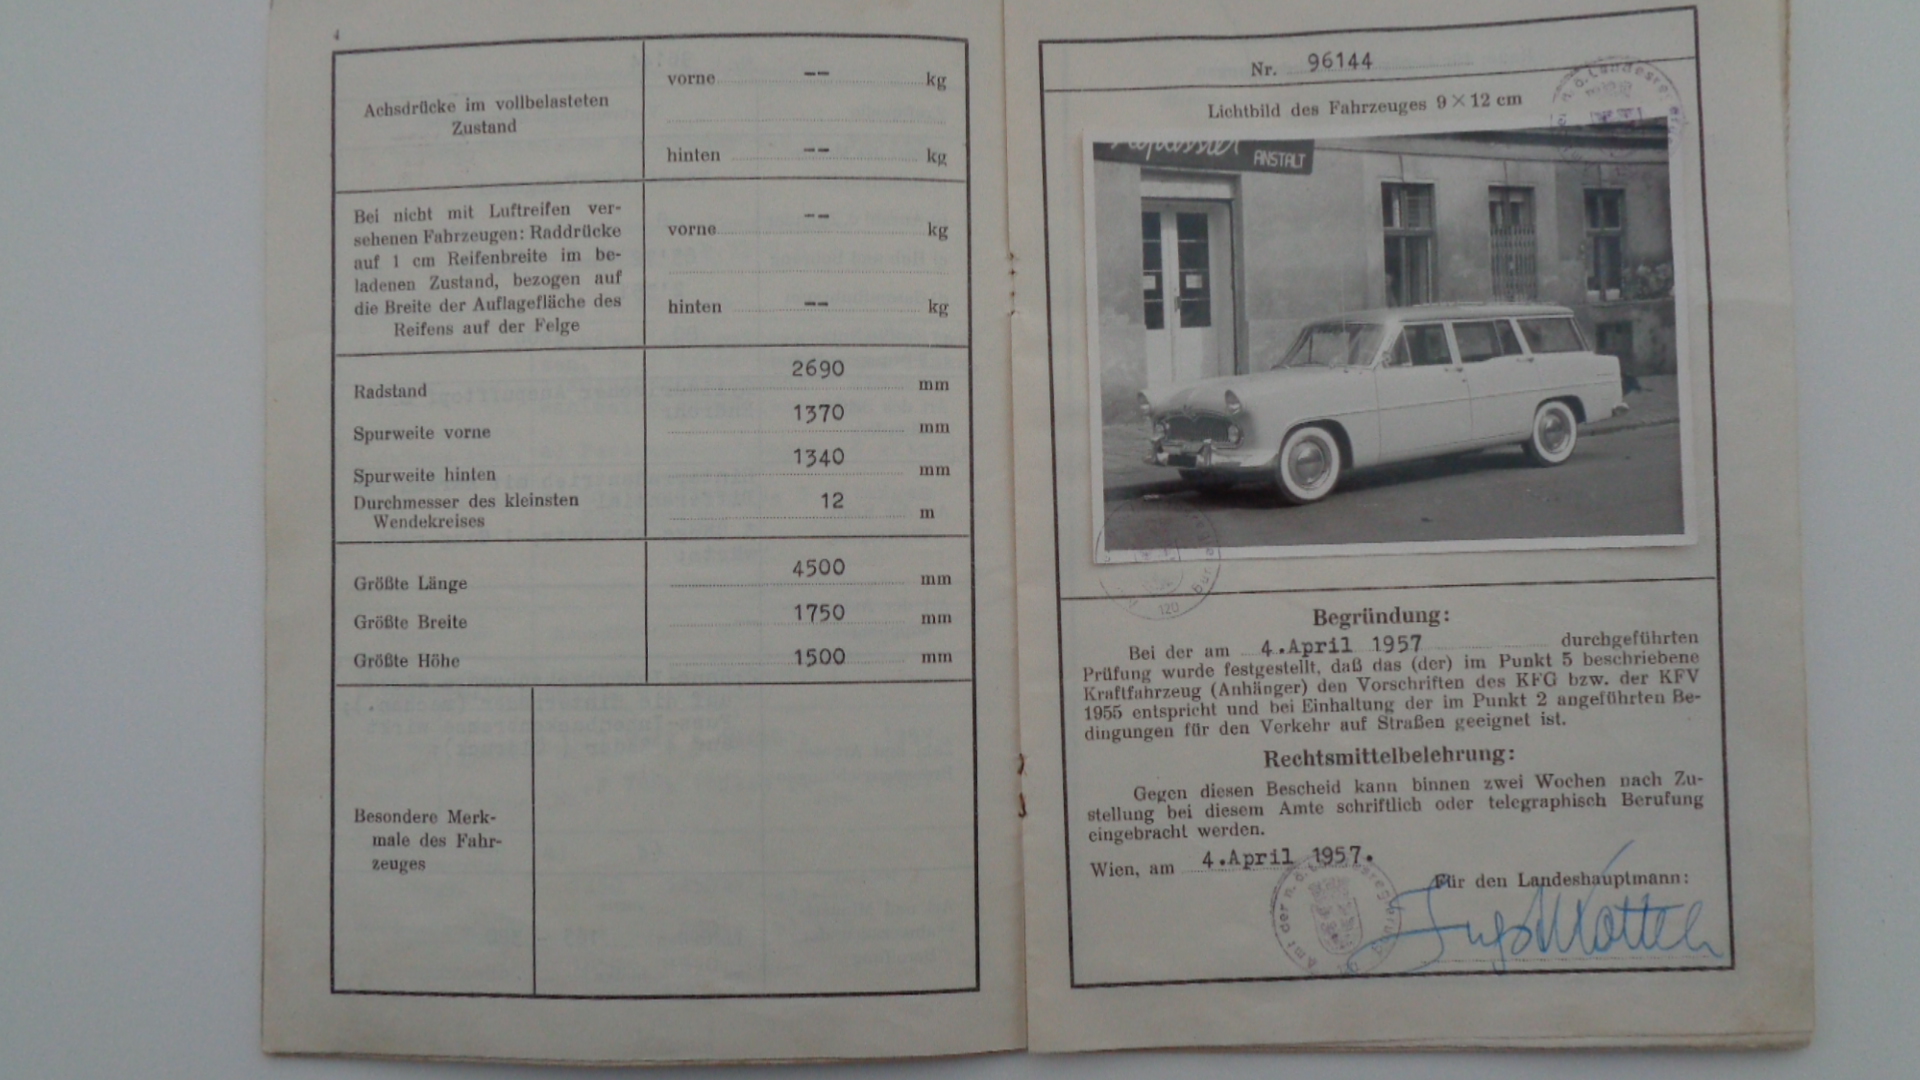 4
Achsdrücke im vollbelasteten
Zustand
vorne -- kg
hinten -- kg
Bei nicht mit Luftreifen ver-
sehenen Fahrzeugen: Raddrücke
auf 1 cm Reifenbreite im be-
ladenen Zustand, bezogen auf
die Breite der Auflagefläche des
Reifens auf der Felge
vorne -- kg
hinten -- kg
Radstand 2690 mm
Spurweite vorne 1370 mm
Spurweite hinten 1340 mm
Durchmesser des kleinsten
Wendekreises 12 m
Größte Länge 4500 mm
Größte Breite 1750 mm
Größte Höhe 1500 mm
Besondere Merk-
male des Fahr-
zeuges
Nr. 96144
Lichtbild des Fahrzeuges 9 × 12 cm
ANSTALT
120
Begründung:
Bei der am 4.April 1957 durchgeführten
Prüfung wurde festgestellt, daß das (der) im Punkt 5 beschriebene
Kraftfahrzeug (Anhänger) den Vorschriften des KFG bzw. der KFV
1955 entspricht und bei Einhaltung der im Punkt 2 angeführten Be-
dingungen für den Verkehr auf Straßen geeignet ist.
Rechtsmittelbelehrung:
Gegen diesen Bescheid kann binnen zwei Wochen nach Zu-
stellung bei diesem Amte schriftlich oder telegraphisch Berufung
eingebracht werden.
Wien, am 4.April 1957.
Für den Landeshauptmann:
Amt der n.ö. Landesregierung